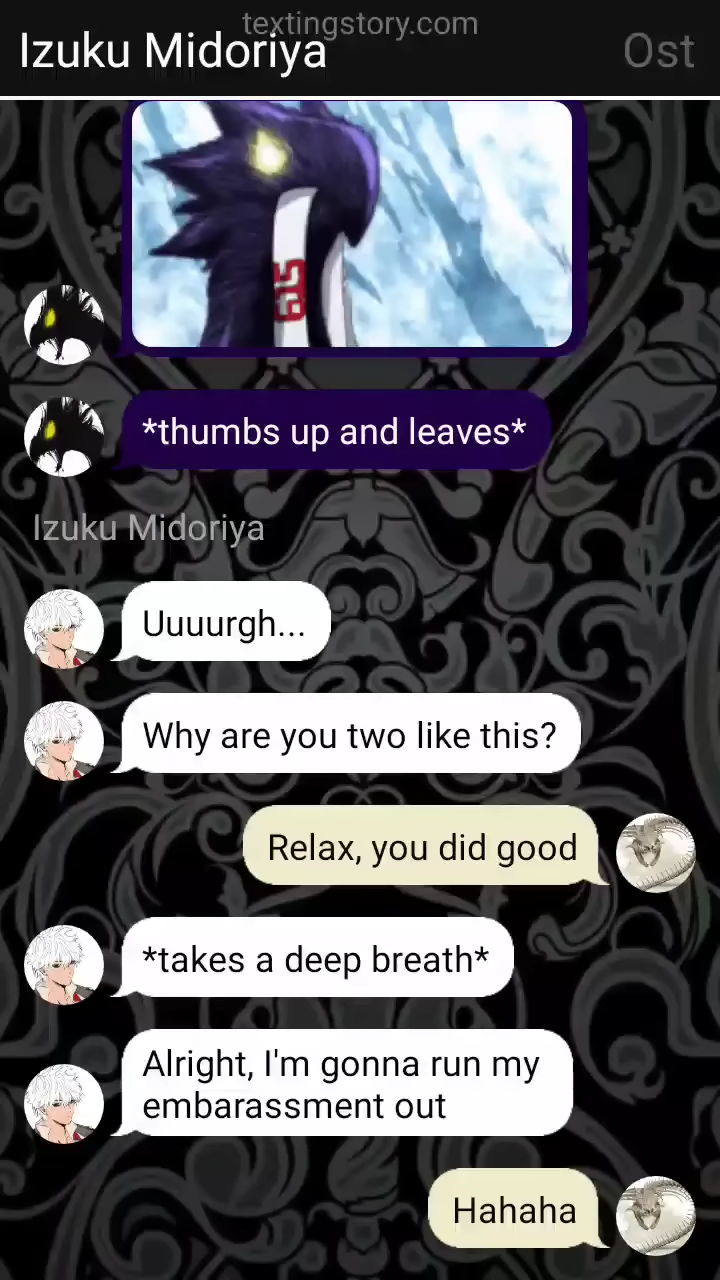 textingstory.com
Izuku Midoriya
Ost
615
*thumbs up and leaves*
Izuku Midoriya
Uuuurgh...
Why are you two like this?
Relax, you did good
*takes a deep breath*
Alright, I'm gonna run my
embarassment out
Hahaha